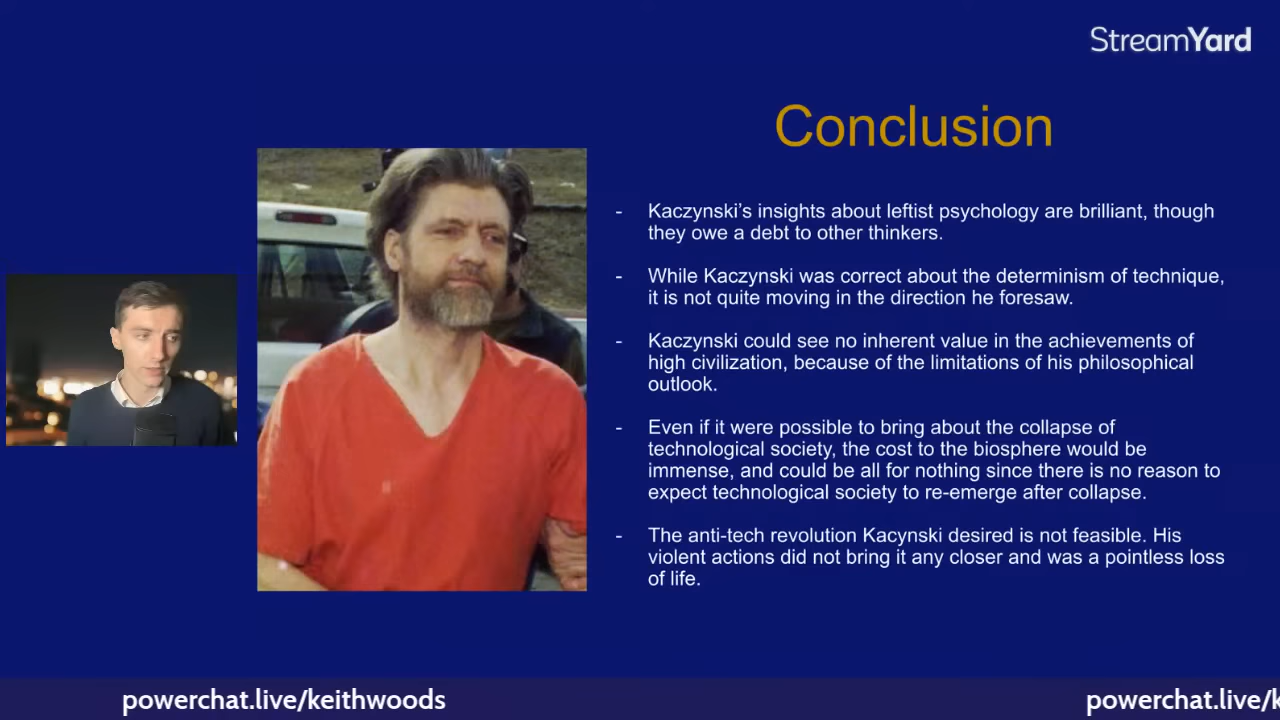 StreamYard
Conclusion
- Kaczynski's insights about leftist psychology are brilliant, though
they owe a debt to other thinkers.
- While Kaczynski was correct about the determinism of technique,
it is not quite moving in the direction he foresaw.
- Kaczynski could see no inherent value in the achievements of
high civilization, because of the limitations of his philosophical
outlook.
- Even if it were possible to bring about the collapse of
technological society, the cost to the biosphere would be
immense, and could be all for nothing since there is no reason to
expect technological society to re-emerge after collapse.
- The anti-tech revolution Kacynski desired is not feasible. His
violent actions did not bring it any closer and was a pointless loss
of life.
powerchat.live/keithwoods powerchat.live/k